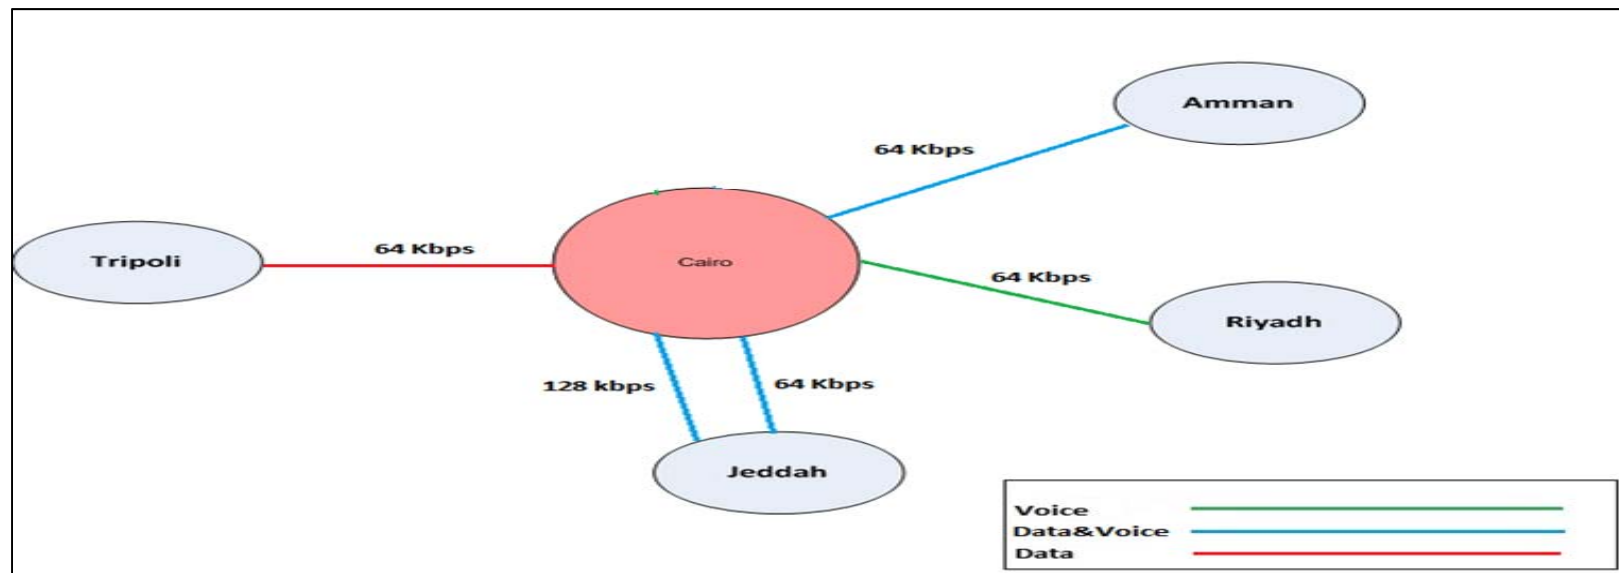 Amman
64 Kbps
Tripoli
64 Kbps
Cairo
64 Kbps
Riyadh
128 kbps
64 Kbps
Jeddah
Voice
Data&Voice
Data